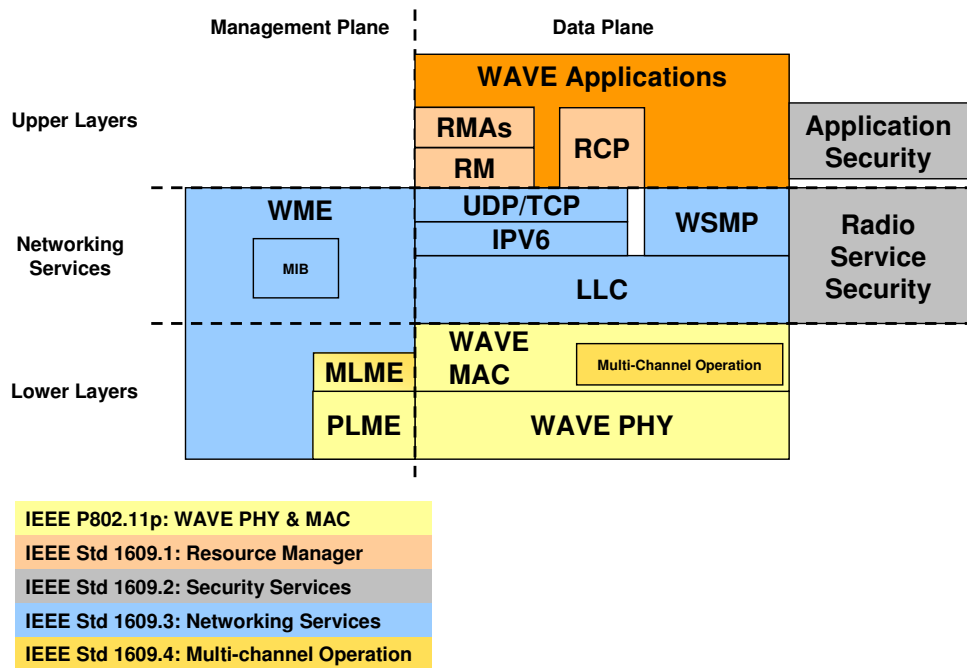 Management Plane
Data Plane
WAVE Applications
Upper Layers
RMAs
RM
RCP
Application
Security
WME
UDP/TCP
WSMP
Networking
Services
MIB
IPV6
LLC
Radio
Service
Security
Lower Layers
MLME
WAVE
MAC
Multi-Channel Operation
PLME
WAVE PHY
IEEE P802.11p: WAVE PHY & MAC
IEEE Std 1609.1: Resource Manager
IEEE Std 1609.2: Security Services
IEEE Std 1609.3: Networking Services
IEEE Std 1609.4: Multi-channel Operation